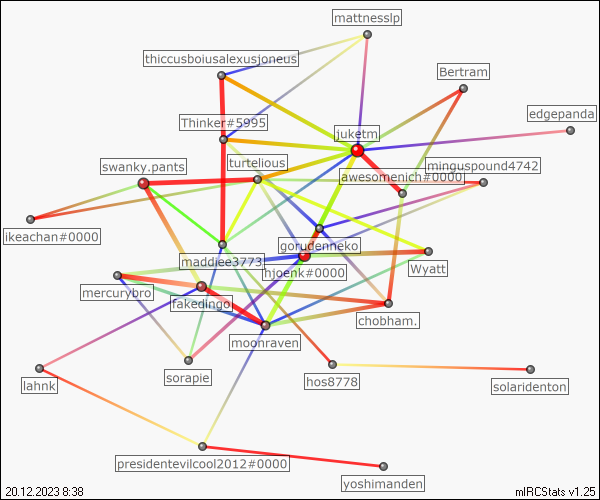 mattnesslp
thiccusboiusalexusjoneus
Bertram
edgepanda
Thinker#5995
juketm
swanky.pants
turtelious
minguspound4742
awesomenich#0000
ikeachan#0000
gorudenneko
maddiee3773
hjoenk#0000
Wyatt
mercurybro
fakedingo
chobham.
moonraven
lahnk
sorapie
hos8778
solaridenton
presidentevilcool2012#0000
yoshimanden
20.12.2023 8:38
mIRCStats v1.25